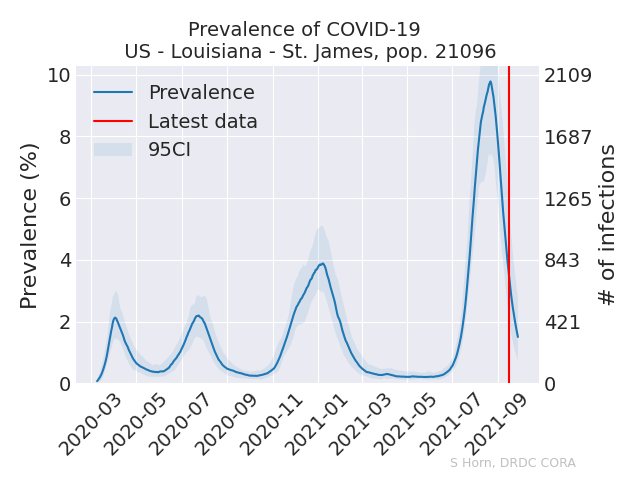 Prevalence of COVID-19
US - Louisiana - St. James, pop. 21096
Prevalence
Latest data
95CI
Prevalence (%)
10
8
6
4
2
0
2109
1687
1265
843
421
0
# of infections
2020-03
2020-05
2020-07
2020-09
2020-11
2021-01
2021-03
2021-05
2021-07
2021-09
S Horn, DRDC CORA